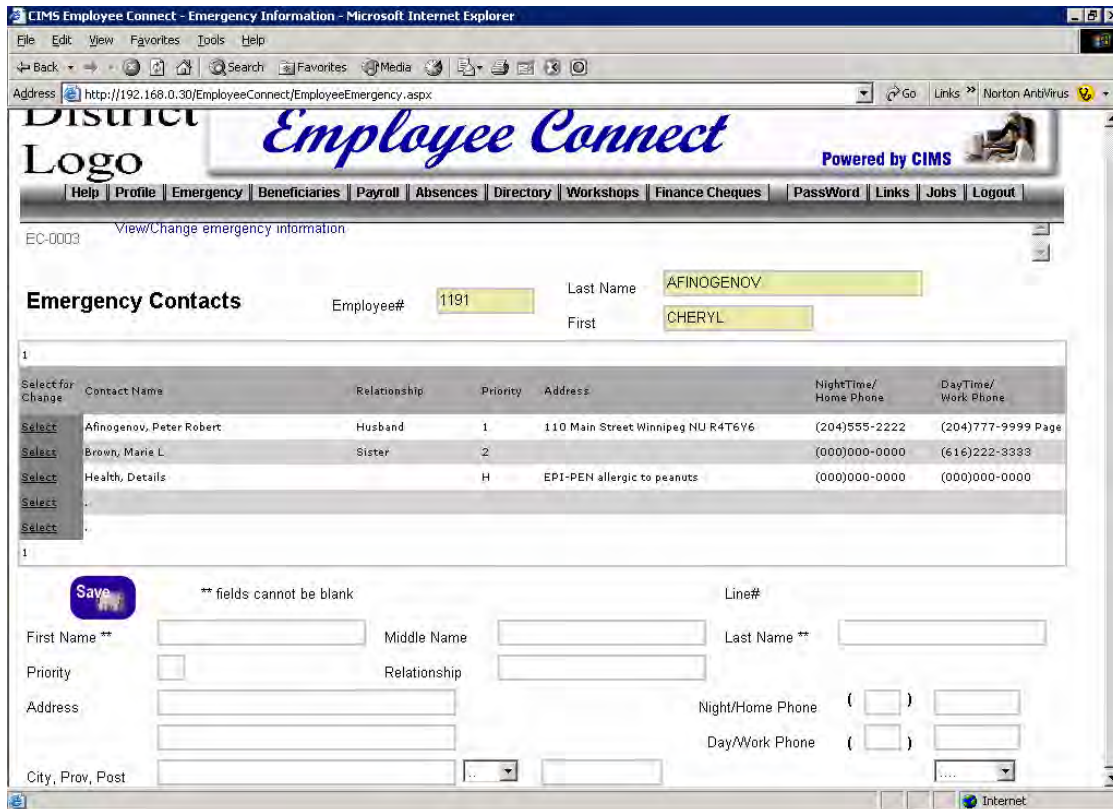 CIMS Employee Connect - Emergency Information - Microsoft Internet Explorer
File Edit View Favorites Tools Help
Back Search Favorites Media
Address http://192.168.0.30/EmployeeConnect/EmployeeEmergency.aspx Go Links » Norton AntiVirus
District
Logo
Employee Connect
Powered by CIMS
Help Profile Emergency Beneficiaries Payroll Absences Directory Workshops Finance Cheques PassWord Links Jobs Logout
EC-0003 View/Change emergency information
Emergency Contacts Employee# 1191 Last Name AFINOGENOV
First CHERYL
1
Select for Change Contact Name Relationship Priority Address NightTime/ Home Phone DayTime/ Work Phone
Select Afinogenov, Peter Robert Husband 1 110 Main Street Winnipeg NU R4T6Y6 (204)555-2222 (204)777-9999 Page
Select Brown, Marie L Sister 2 (000)000-0000 (616)222-3333
Select Health, Details H EPI-PEN allergic to peanuts (000)000-0000 (000)000-0000
Select .
Select .
1
Save ** fields cannot be blank Line#
First Name ** Middle Name Last Name **
Priority Relationship
Address Night/Home Phone ( )
Day/Work Phone ( )
City, Prov, Post .. ....
Internet